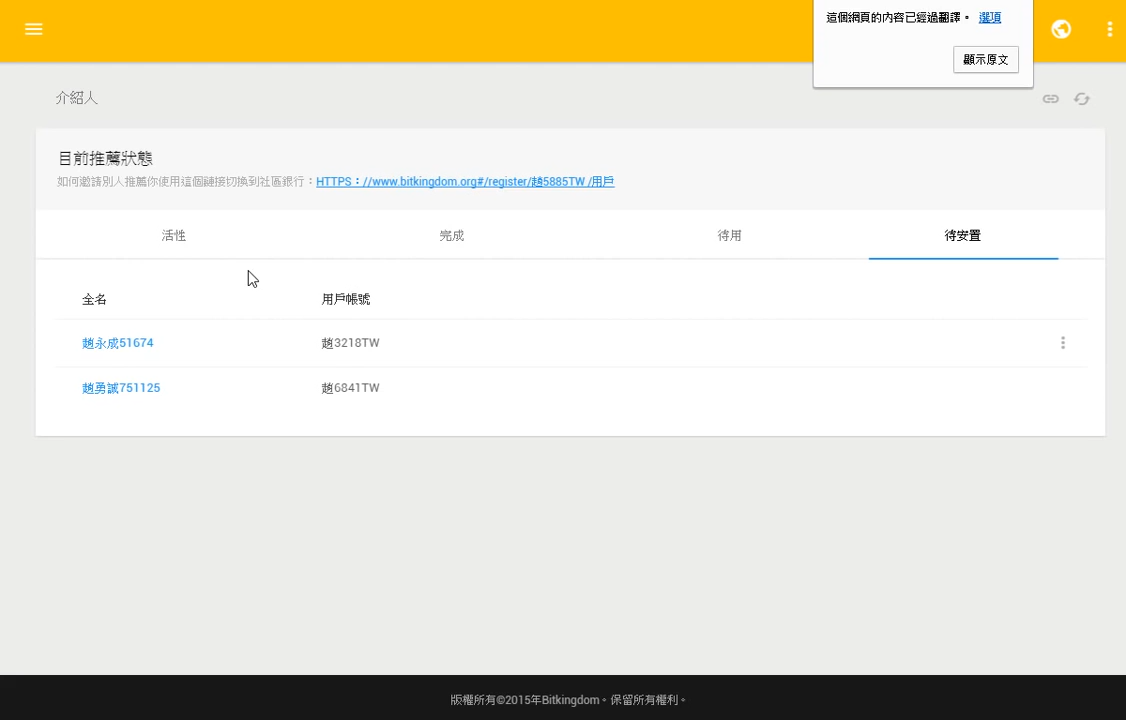 這個網頁的內容已經過翻譯。 選項
顯示原文
介紹人
目前推薦狀態
如何邀請別人推薦你使用這個鏈接切換到社區銀行：HTTPS：//www.bitkingdom.org#/register/趙5885TW /用戶
活性 完成 待用 待安置
全名 用戶帳號
趙永成51674 趙3218TW
趙勇誠751125 趙6841TW
版權所有©2015年Bitkingdom。保留所有權利。